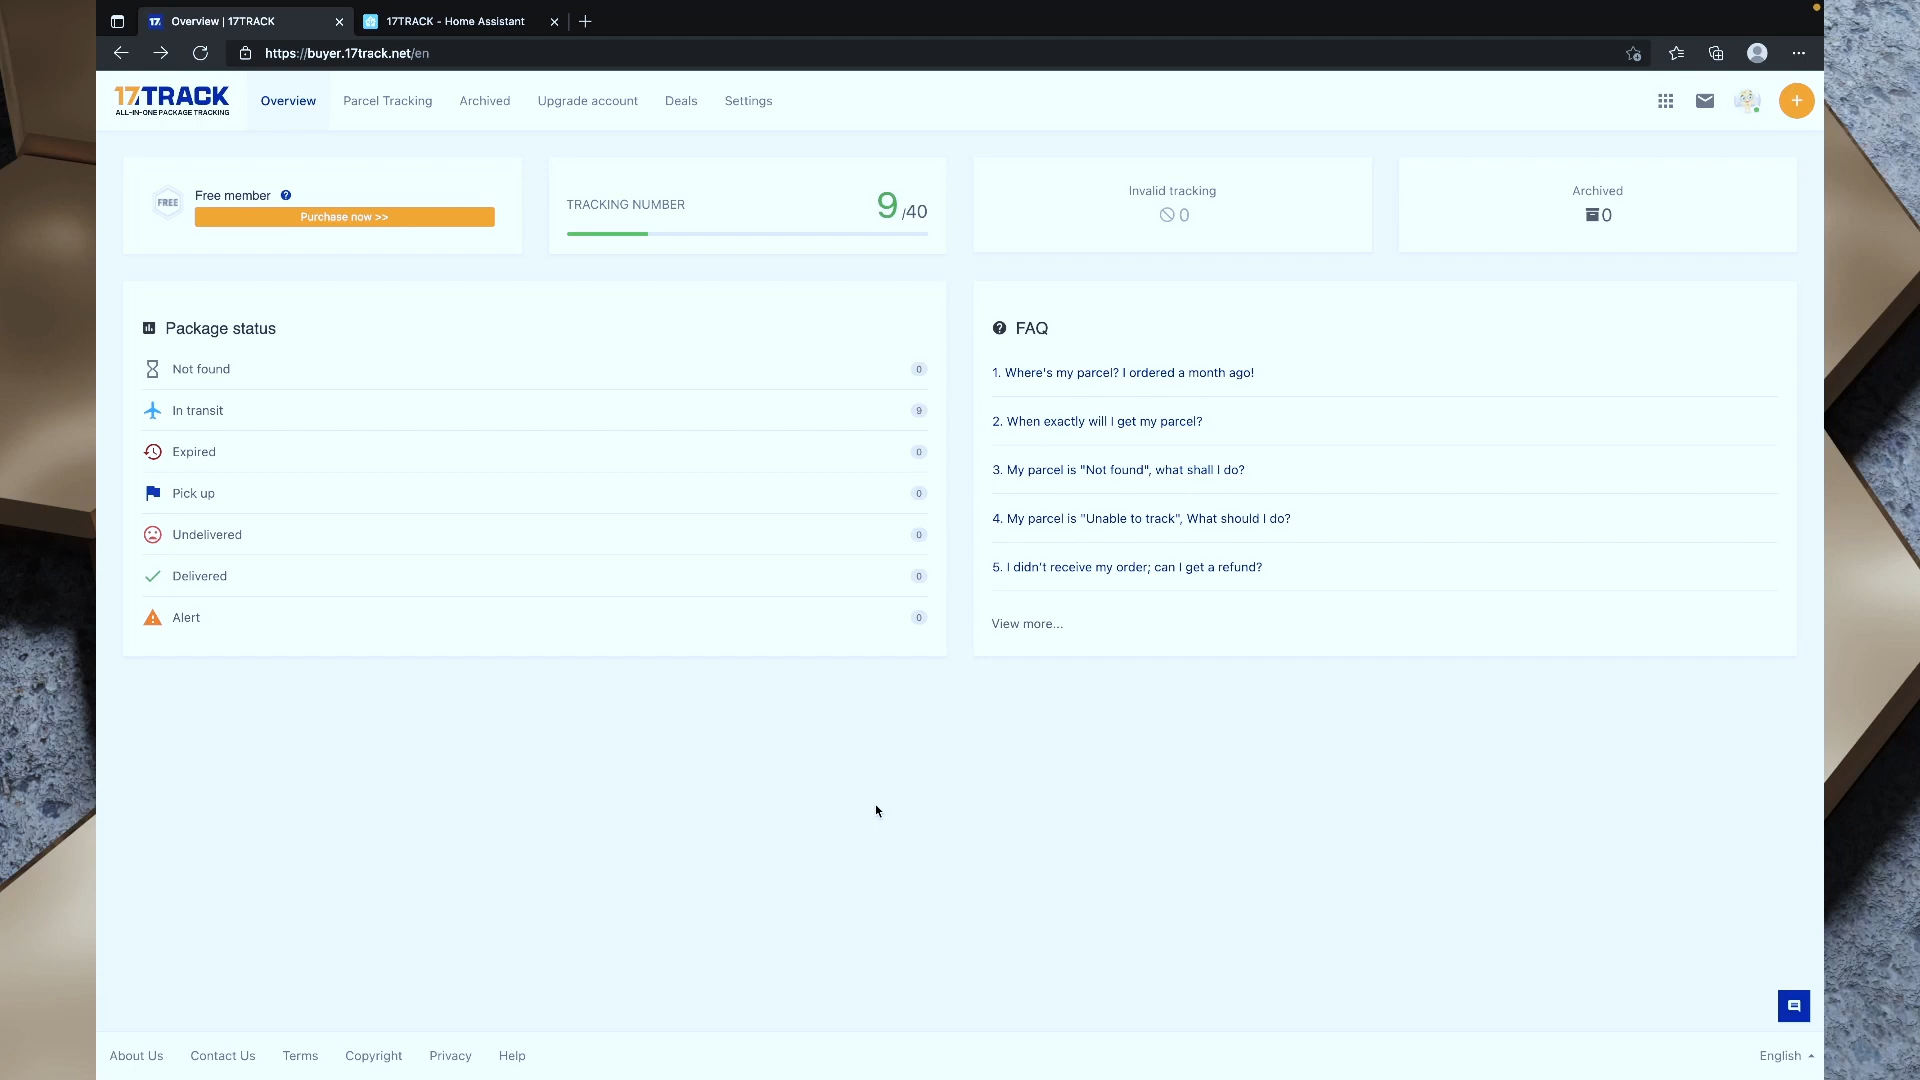 17. Overview | 17TRACK
17TRACK - Home Assistant
https://buyer.17track.net/en
17TRACK
ALL-IN-ONE PACKAGE TRACKING
Overview
Parcel Tracking
Archived
Upgrade account
Deals
Settings
FREE
Free member
Purchase now >>
TRACKING NUMBER
9 /40
Invalid tracking
0
Archived
0
Package status
Not found 0
In transit 9
Expired 0
Pick up 0
Undelivered 0
Delivered 0
Alert 0
FAQ
1. Where's my parcel? I ordered a month ago!
2. When exactly will I get my parcel?
3. My parcel is "Not found", what shall I do?
4. My parcel is "Unable to track", What should I do?
5. I didn't receive my order; can I get a refund?
View more...
About Us
Contact Us
Terms
Copyright
Privacy
Help
English